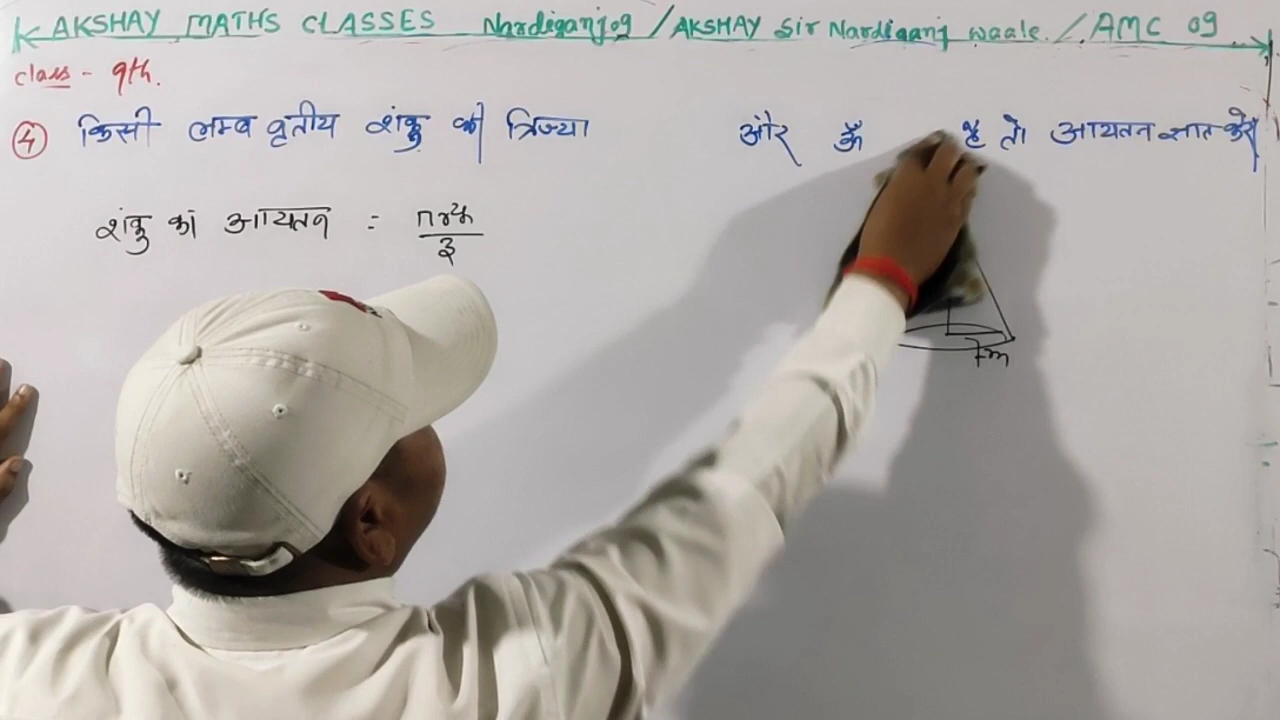 AKSHAY MATHS CLASSES Nardiganj09 / AKSHAY Sir Nardiganj waale. / AMC 09
class - 9th.
④ किसी लम्ब वृतीय शंकु की त्रिज्या और ऊँ है तो आयतन ज्ञात करें
शंकु का आयतन = πr²h/3
7m